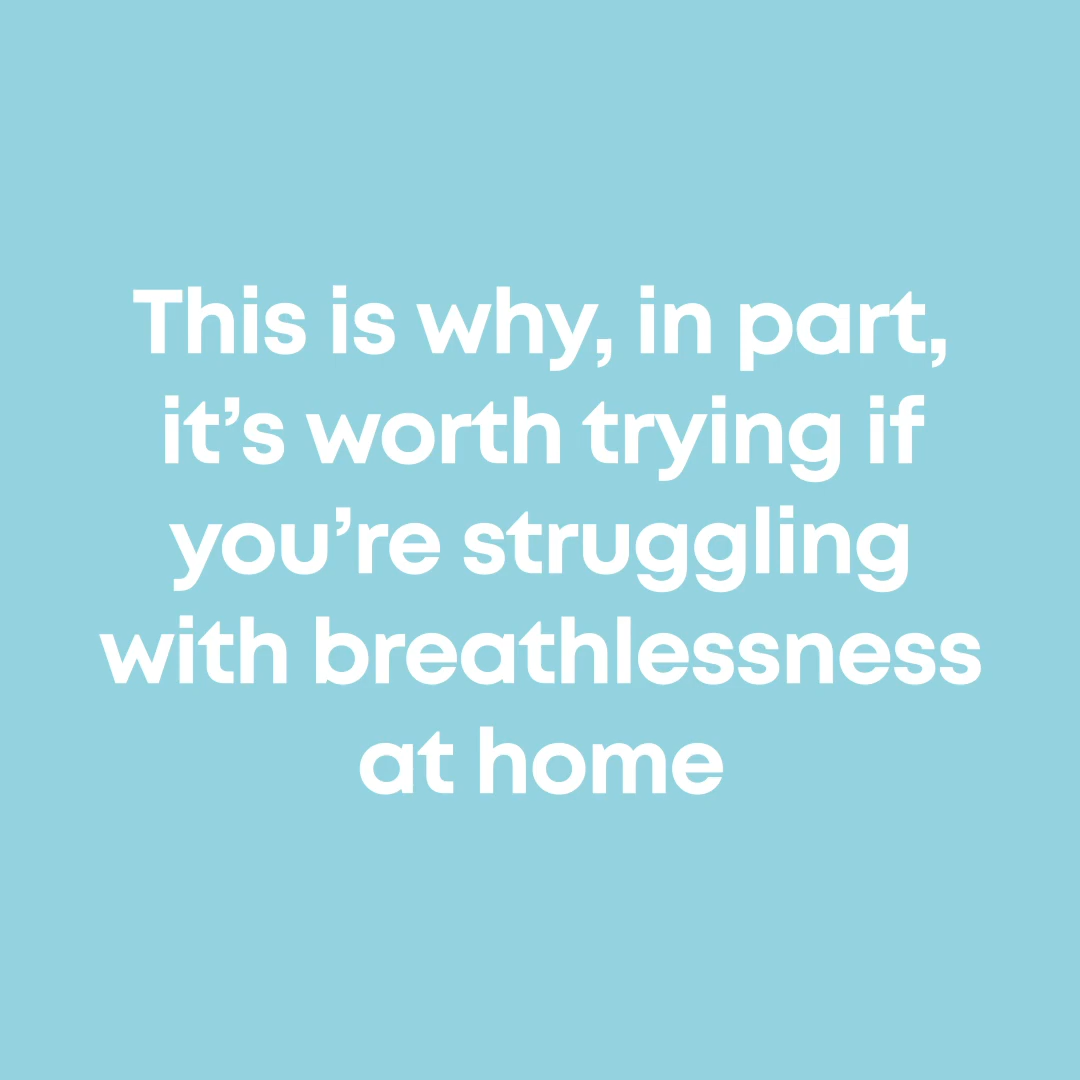 This is why, in part,
it’s worth trying if
you’re struggling
with breathlessness
at home